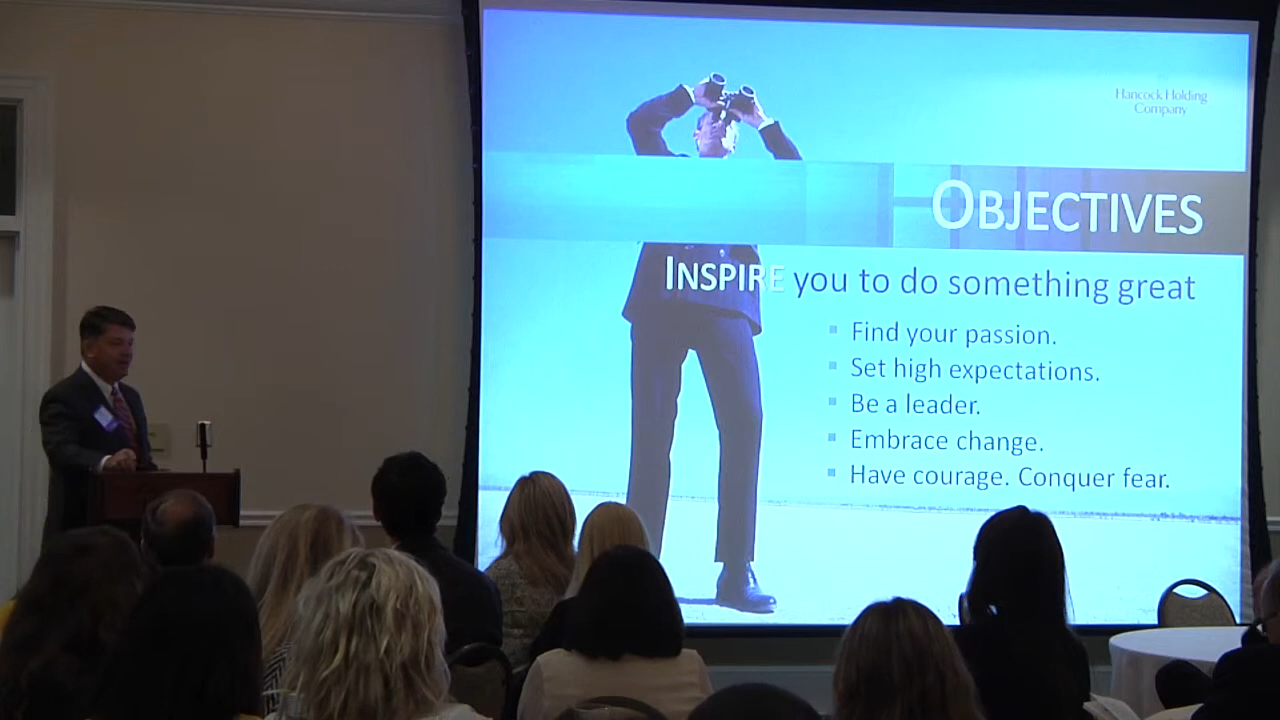 Hancock Holding
Company
OBJECTIVES
INSPIRE you to do something great
Find your passion.
Set high expectations.
Be a leader.
Embrace change.
Have courage. Conquer fear.